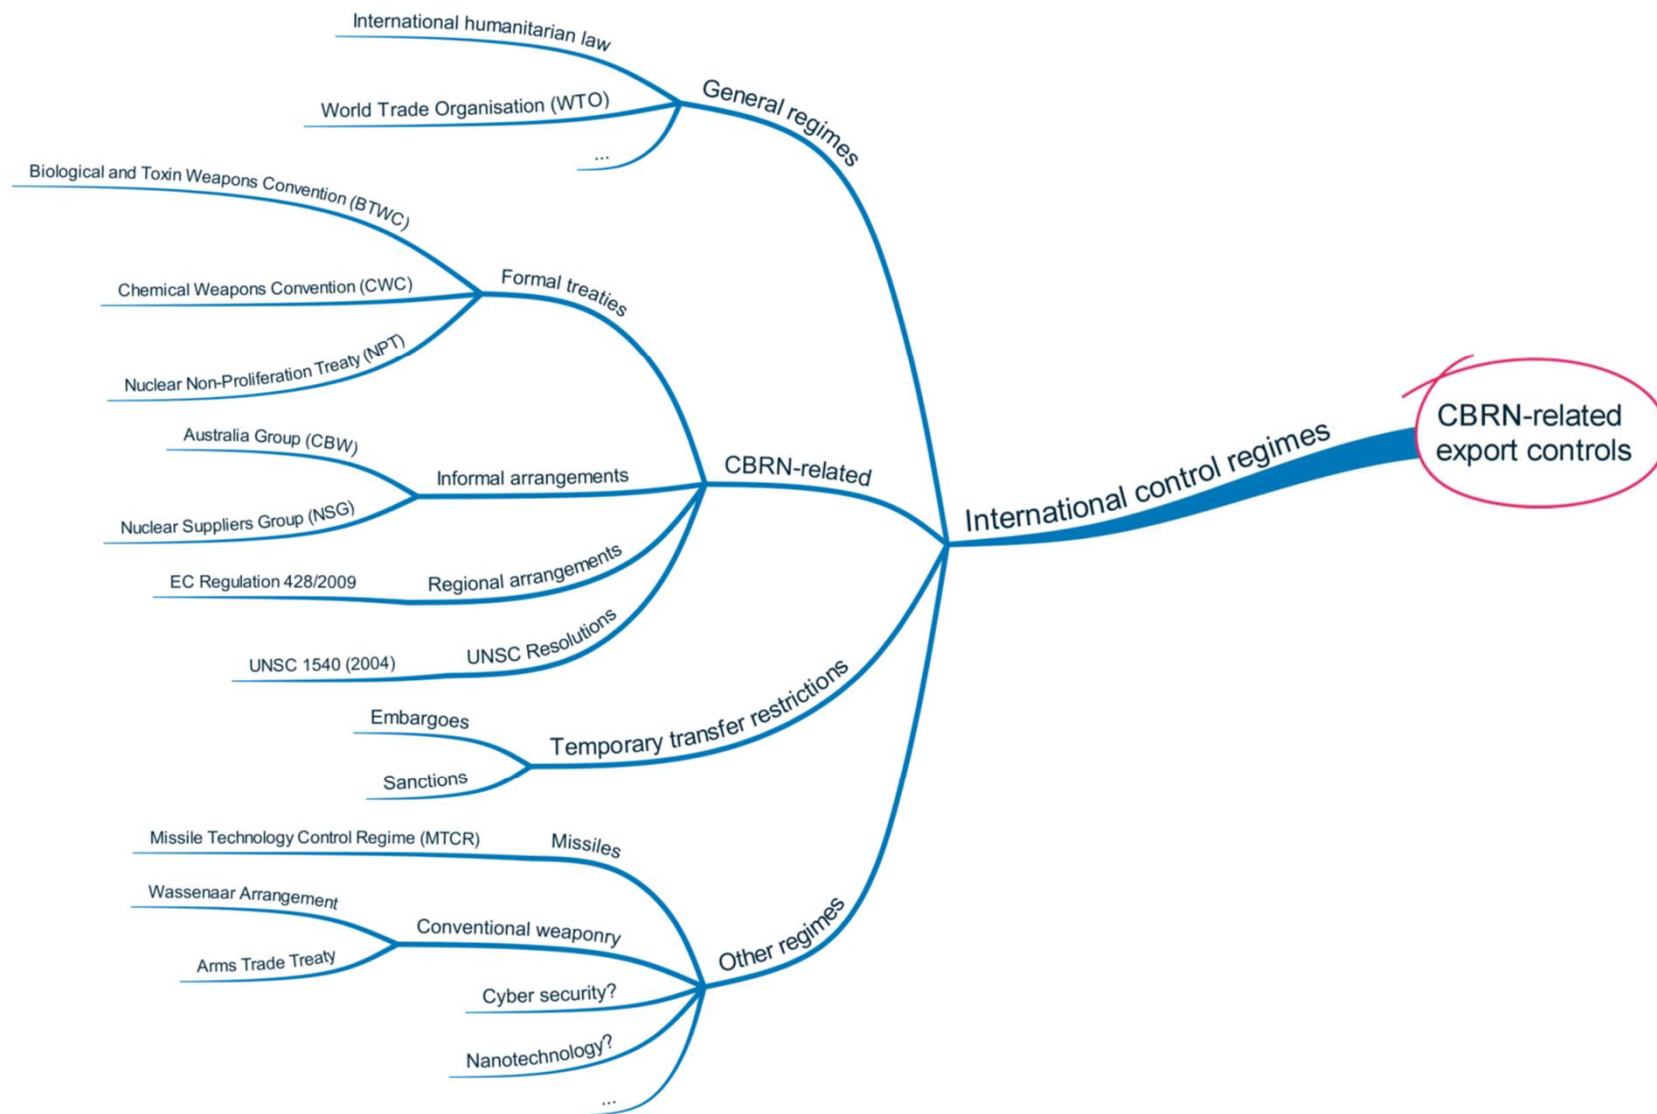 International humanitarian law
World Trade Organisation (WTO)
...
General regimes
Biological and Toxin Weapons Convention (BTWC)
Chemical Weapons Convention (CWC)
Nuclear Non-Proliferation Treaty (NPT)
Formal treaties
Australia Group (CBW)
Nuclear Suppliers Group (NSG)
Informal arrangements
EC Regulation 428/2009
Regional arrangements
UNSC 1540 (2004)
UNSC Resolutions
CBRN-related
Embargoes
Sanctions
Temporary transfer restrictions
Missile Technology Control Regime (MTCR)
Missiles
Wassenaar Arrangement
Arms Trade Treaty
Conventional weaponry
Cyber security?
Nanotechnology?
...
Other regimes
International control regimes
CBRN-related
export controls